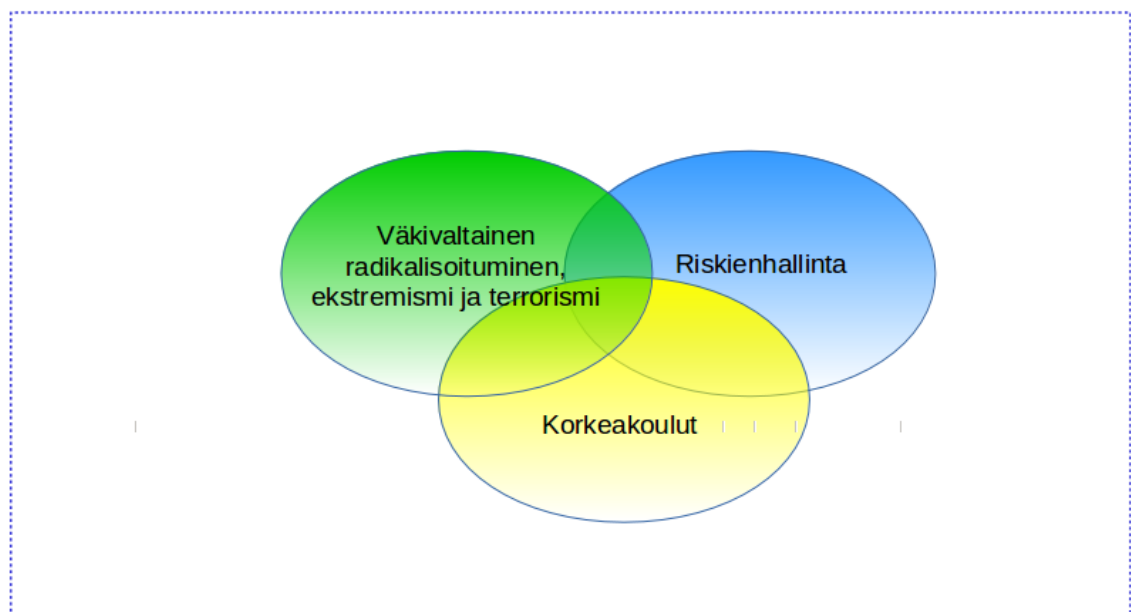 Väkivaltainen
radikalisoituminen,
ekstremismi ja terrorismi
Riskienhallinta
Korkeakoulut